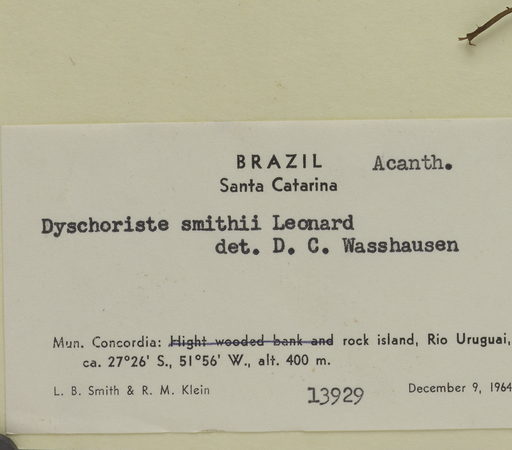 BRAZIL Acanth.
Santa Catarina
Dyschoriste smithii Leonard
det. D. C. Wasshausen
Mun. Concordia: Hight wooded bank and rock island, Rio Uruguai,
ca. 27°26' S., 51°56' W., alt. 400 m.
L. B. Smith & R. M. Klein 13929 December 9, 1964